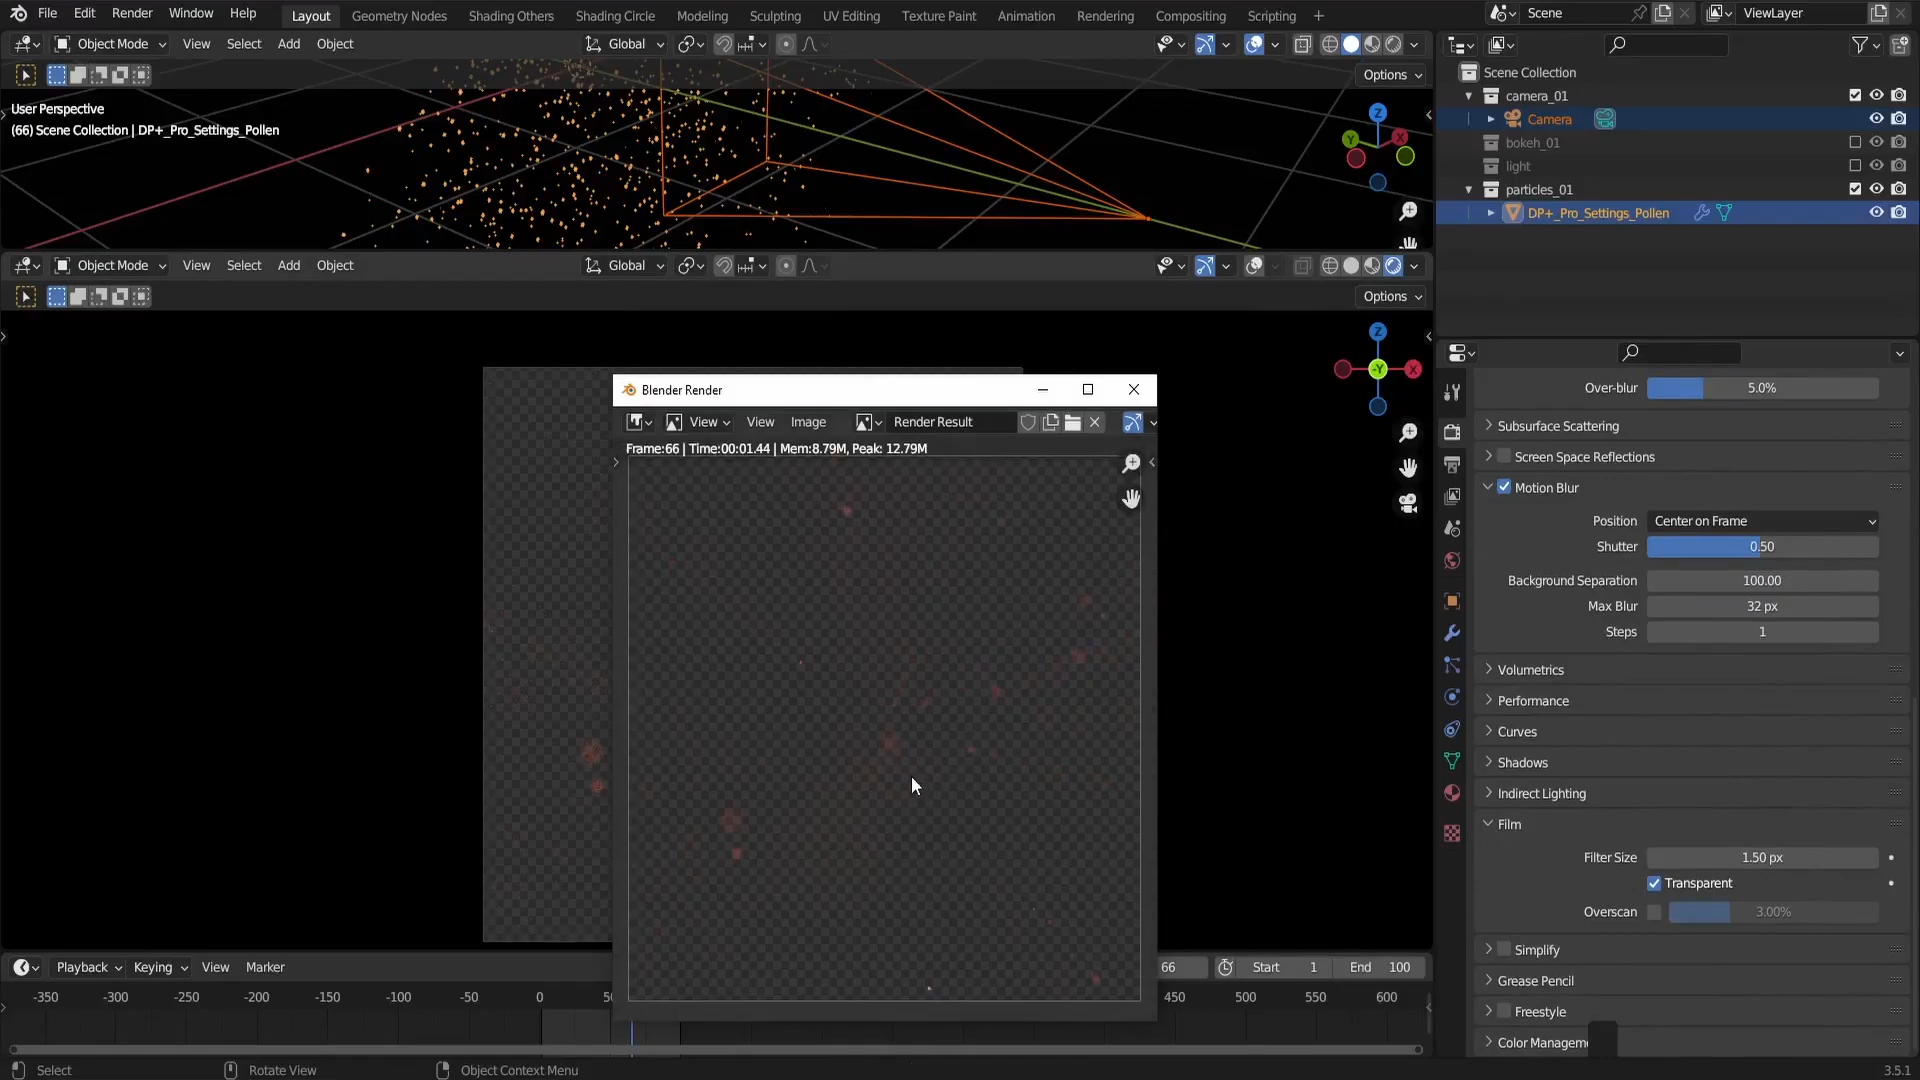 File Edit Render Window Help Layout Geometry Nodes Shading Others Shading Circle Modeling Sculpting UV Editing Texture Paint Animation Rendering Compositing Scripting + Scene ViewLayer
Object Mode View Select Add Object Global
Options
User Perspective
(66) Scene Collection | DP+_Pro_Settings_Pollen
Z
Y
X
Object Mode View Select Add Object Global
Options
Z
-Y
X
Blender Render
View View Image Render Result
Frame:66 | Time:00:01.44 | Mem:8.79M, Peak: 12.79M
Playback Keying View Marker 66 Start 1 End 100
-350 -300 -250 -200 -150 -100 -50 0 450 500 550 600
Scene Collection
camera_01
Camera
bokeh_01
light
particles_01
DP+_Pro_Settings_Pollen
Over-blur 5.0%
Subsurface Scattering
Screen Space Reflections
Motion Blur
Position Center on Frame
Shutter 0.50
Background Separation 100.00
Max Blur 32 px
Steps 1
Volumetrics
Performance
Curves
Shadows
Indirect Lighting
Film
Filter Size 1.50 px
Transparent
Overscan 3.00%
Simplify
Grease Pencil
Freestyle
Color Manageme
Select Rotate View Object Context Menu 3.5.1